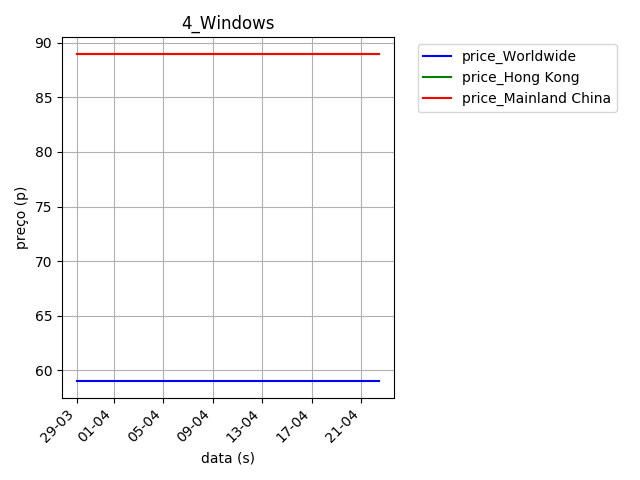 4_Windows
90
85
80
75
70
65
60
preço (p)
29-03
01-04
05-04
09-04
13-04
17-04
21-04
data (s)
price_Worldwide
price_Hong Kong
price_Mainland China